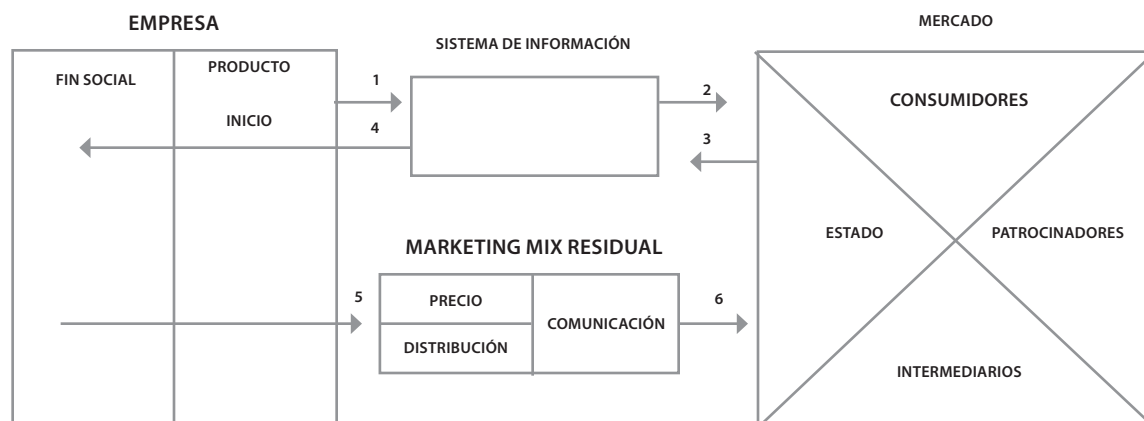 EMPRESA
MERCADO
SISTEMA DE INFORMACIÓN
FIN SOCIAL
PRODUCTO
INICIO
1
4
2
3
CONSUMIDORES
ESTADO
PATROCINADORES
INTERMEDIARIOS
MARKETING MIX RESIDUAL
5
PRECIO
DISTRIBUCIÓN
COMUNICACIÓN
6